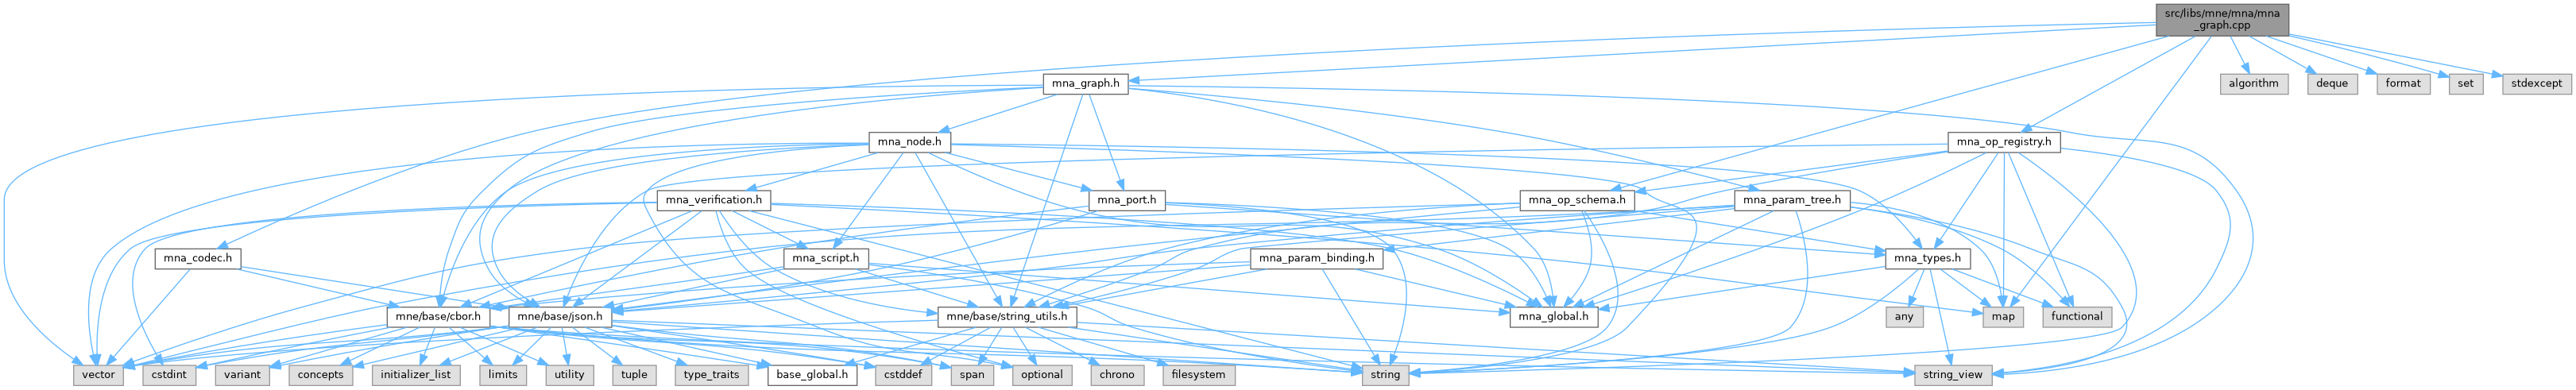 src/libs/mne/mna/mna
_graph.cpp
mna_graph.h
algorithm
deque
format
set
stdexcept
mna_node.h
mna_op_registry.h
mna_verification.h
mna_port.h
mna_op_schema.h
mna_param_tree.h
mna_codec.h
mna_script.h
mna_param_binding.h
mna_types.h
mne/base/cbor.h
mne/base/json.h
mne/base/string_utils.h
mna_global.h
any
map
functional
vector
cstdint
variant
concepts
initializer_list
limits
utility
tuple
type_traits
base_global.h
cstddef
span
optional
chrono
filesystem
string
string_view